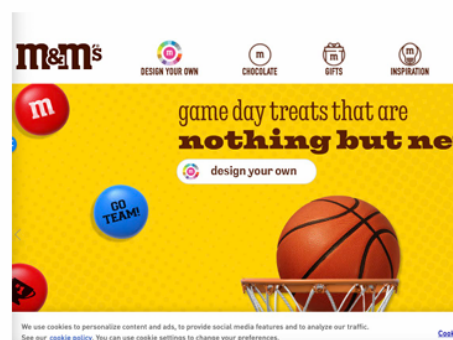 m&m's
DESIGN YOUR OWN
CHOCOLATE
GIFTS
INSPIRATION
m
m
m
m
game day treats that are
nothing but ne
design your own
GO
TEAM!
We use cookies to personalize content and ads, to provide social media features and to analyze our traffic.
See our cookie policy. You can use cookie settings to change your preferences.
Cook